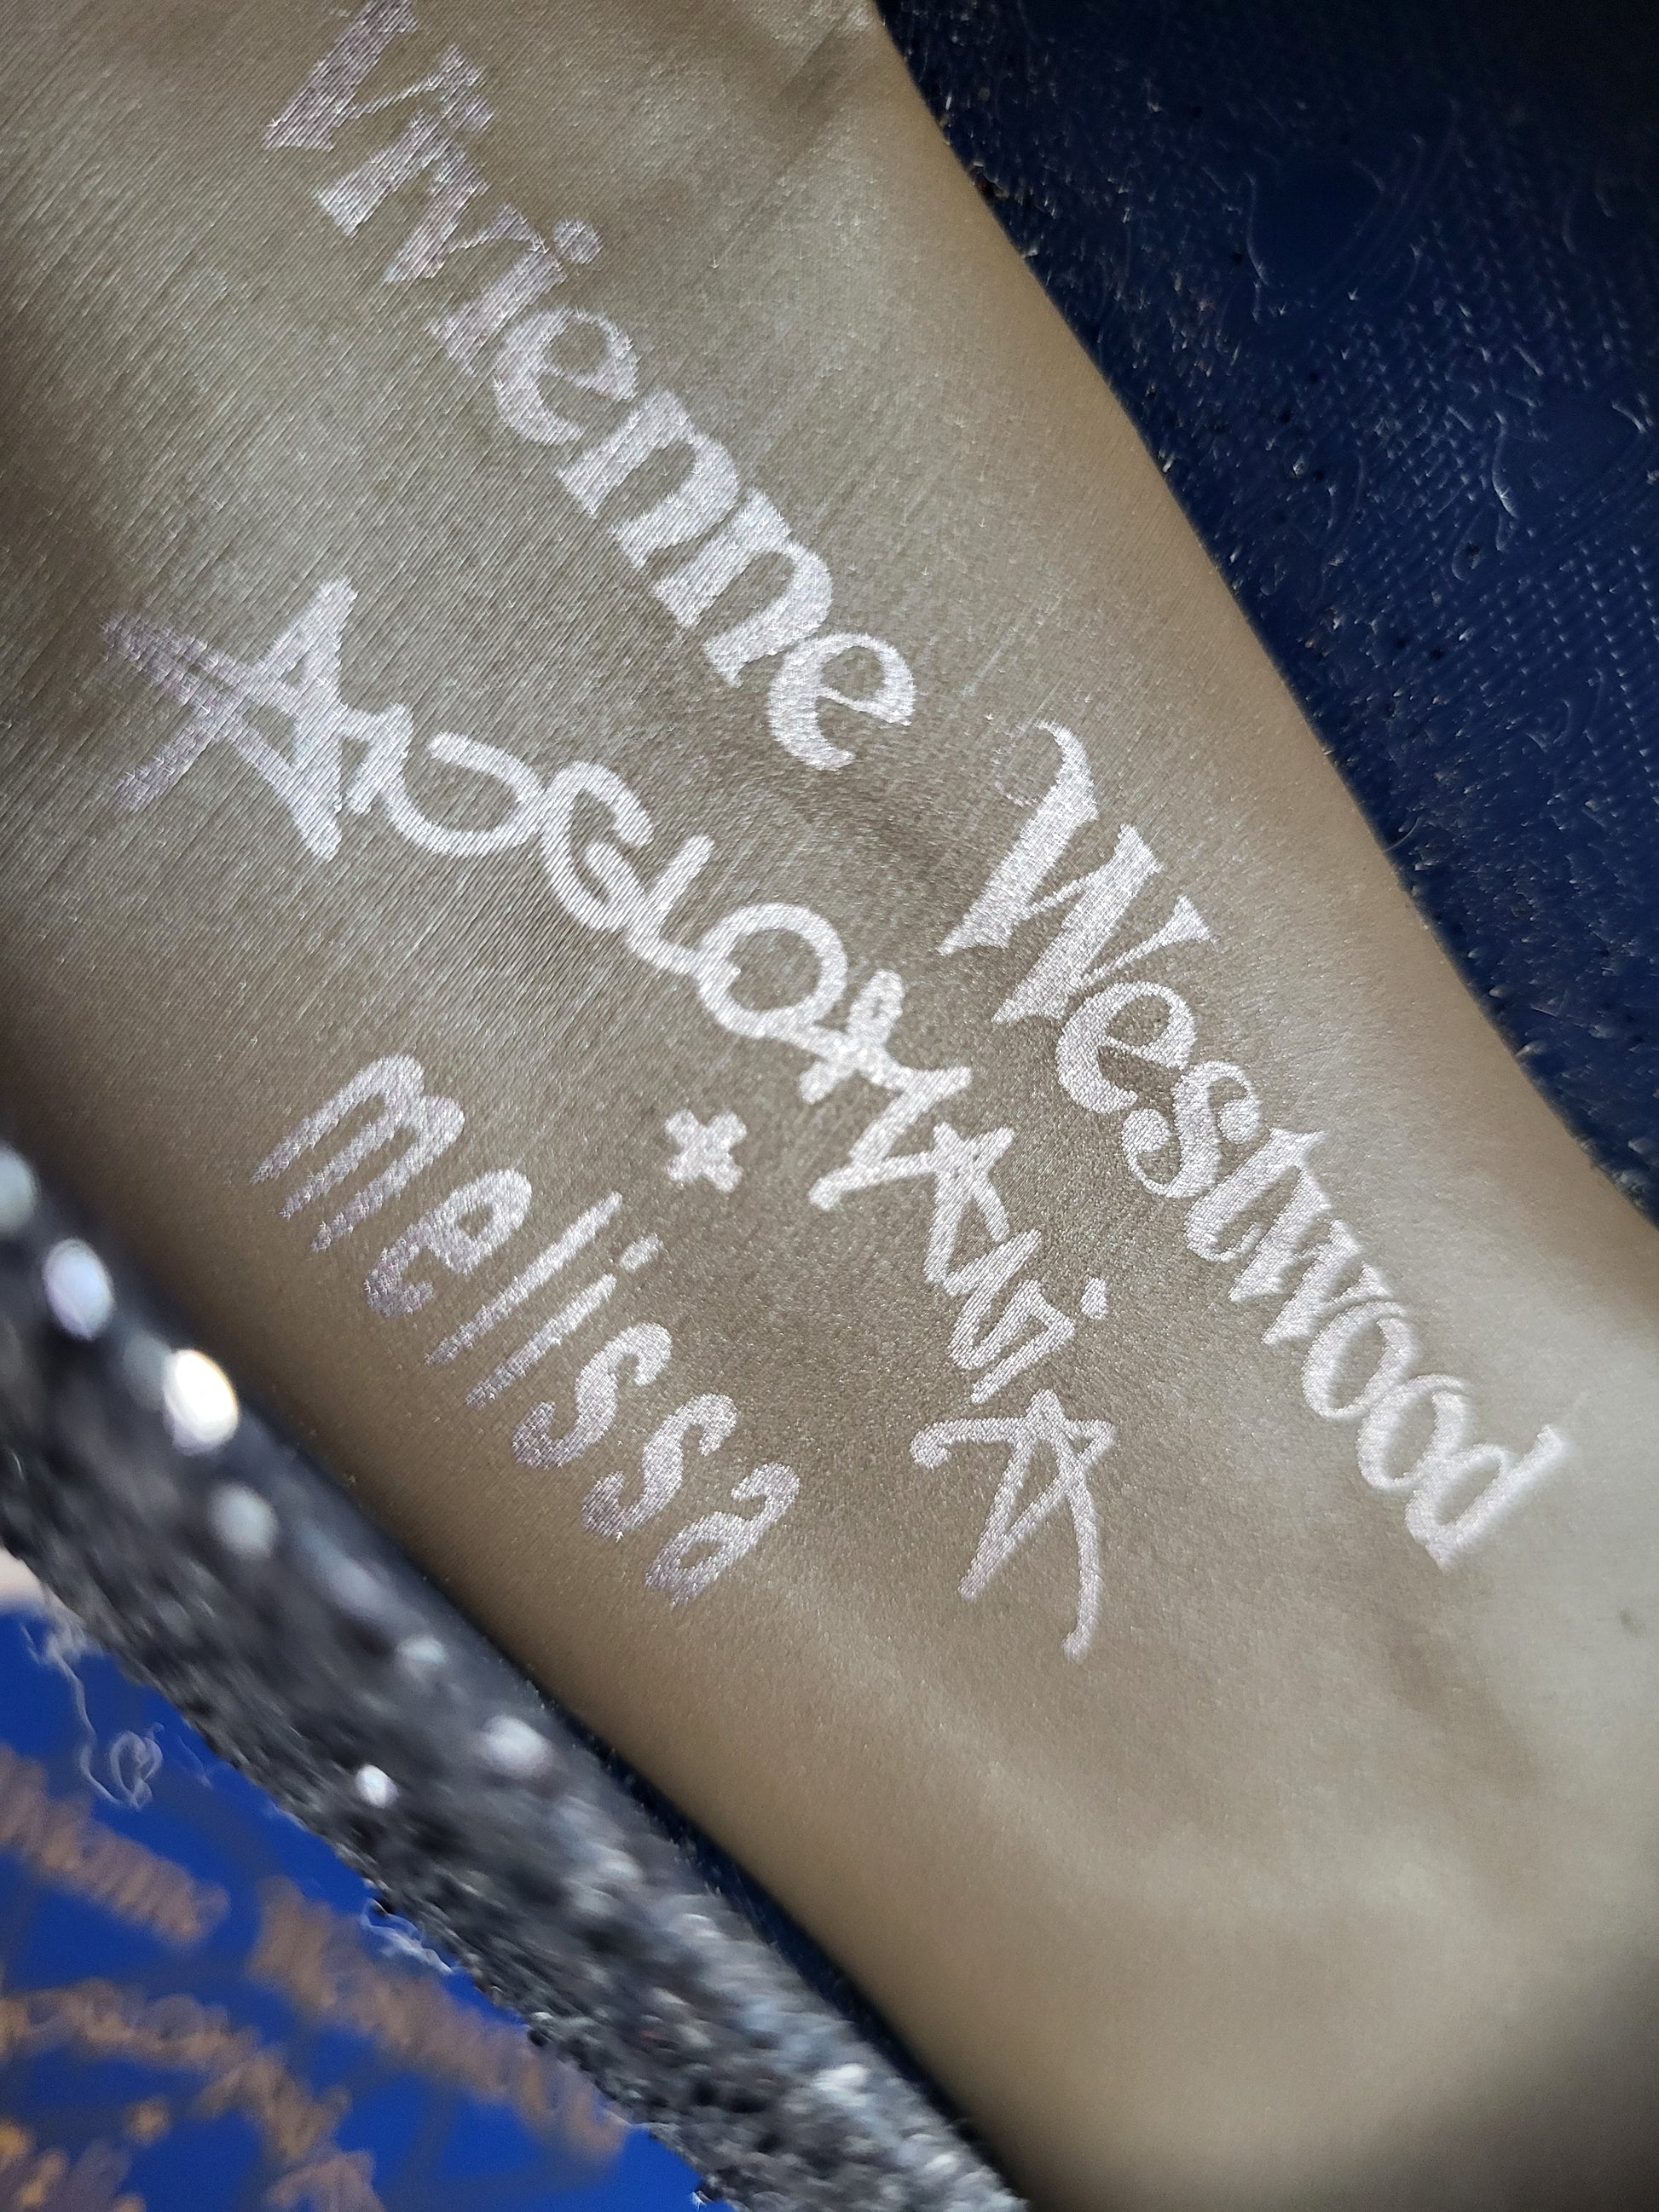 Vivienne Westwood
AngloMania
+
melissa